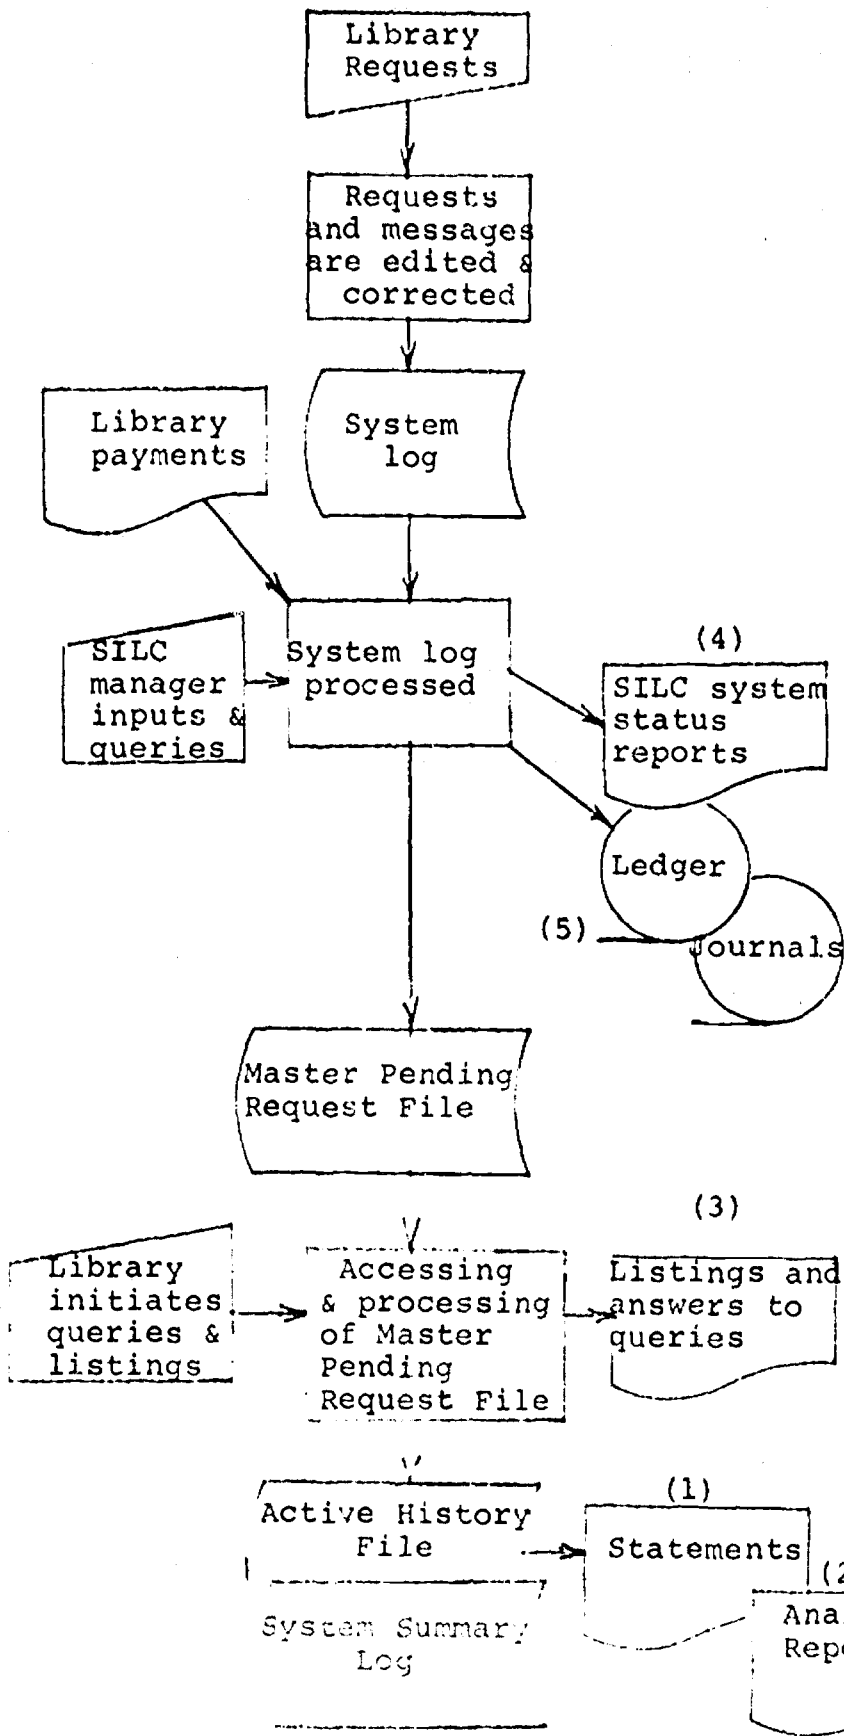 Library
Requests
Requests
and messages
are edited &
corrected
Library
payments
System
log
SILC
manager
inputs &
queries
System log
processed
(4)
SILC system
status
reports
Ledger
(5)
Journals
Master Pending
Request File
(3)
Library
initiates
queries &
listings
Accessing
& processing
of Master
Pending
Request File
Listings and
answers to
queries
(1)
Active History
File
Statements
System Summary
Log